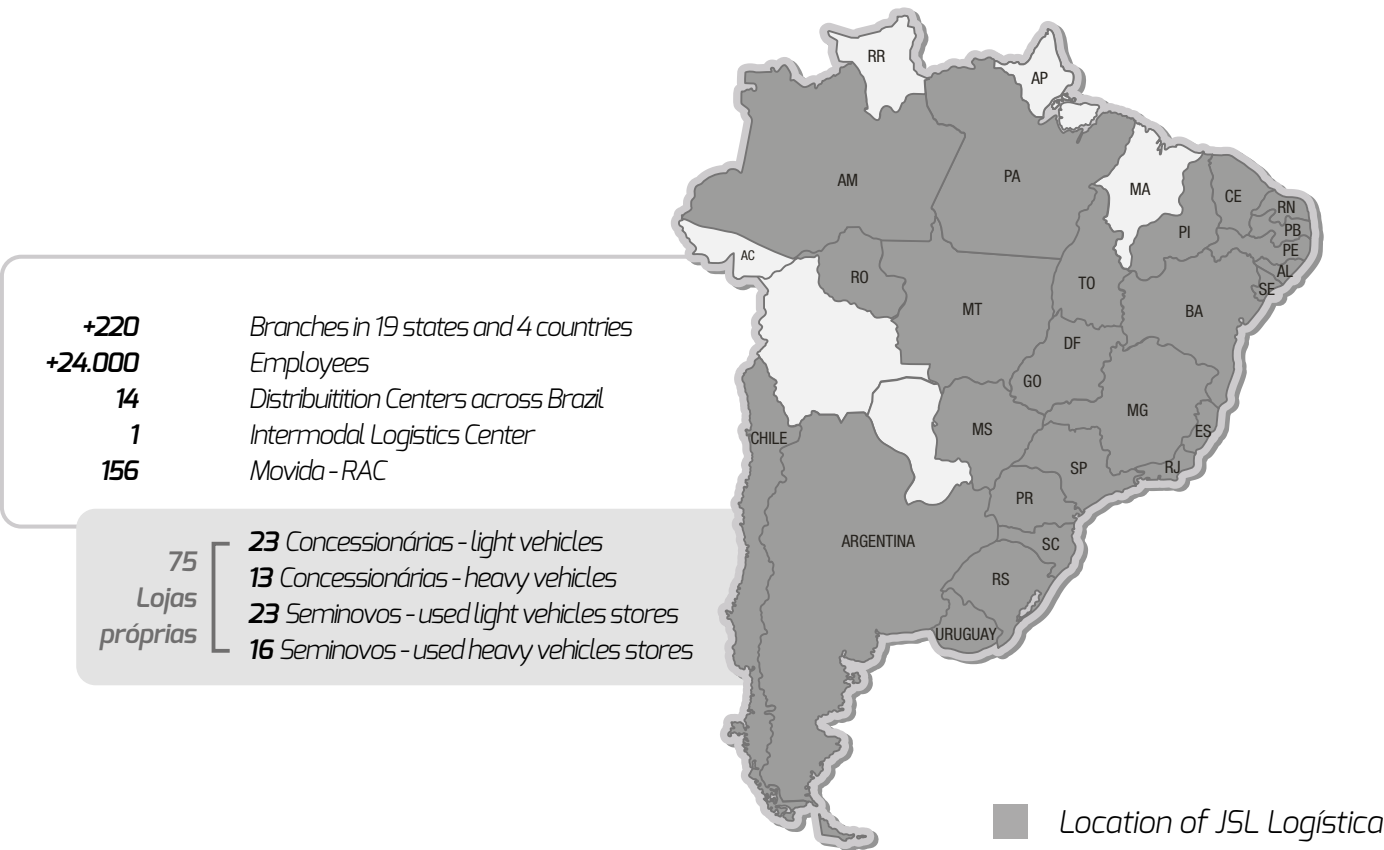 +220 Branches in 19 states and 4 countries
+24.000 Employees
14 Distribuitition Centers across Brazil
1 Intermodal Logistics Center
156 Movida - RAC
75
Lojas
próprias
23 Concessionárias - light vehicles
13 Concessionárias - heavy vehicles
23 Seminovos - used light vehicles stores
16 Seminovos - used heavy vehicles stores
RR
AP
AM
PA
MA
CE
RN
PI
PB
PE
AC
AL
RO
TO
SE
MT
BA
DF
GO
MG
MS
ES
CHILE
SP
RJ
PR
ARGENTINA
SC
RS
URUGUAY
Location of JSL Logística